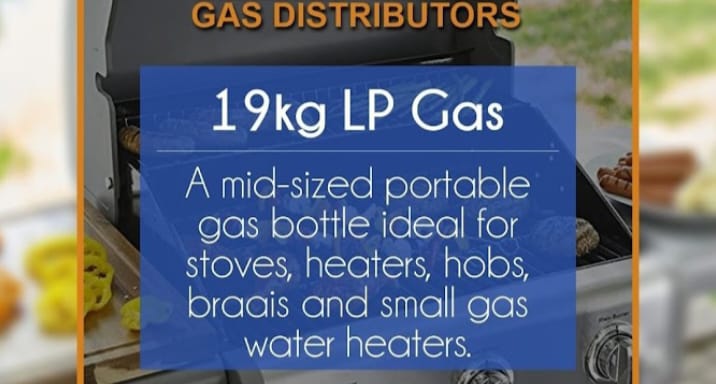 GAS DISTRIBUTORS
19kg LP Gas
A mid-sized portable
gas bottle ideal for
stoves, heaters, hobs,
braais and small gas
water heaters.